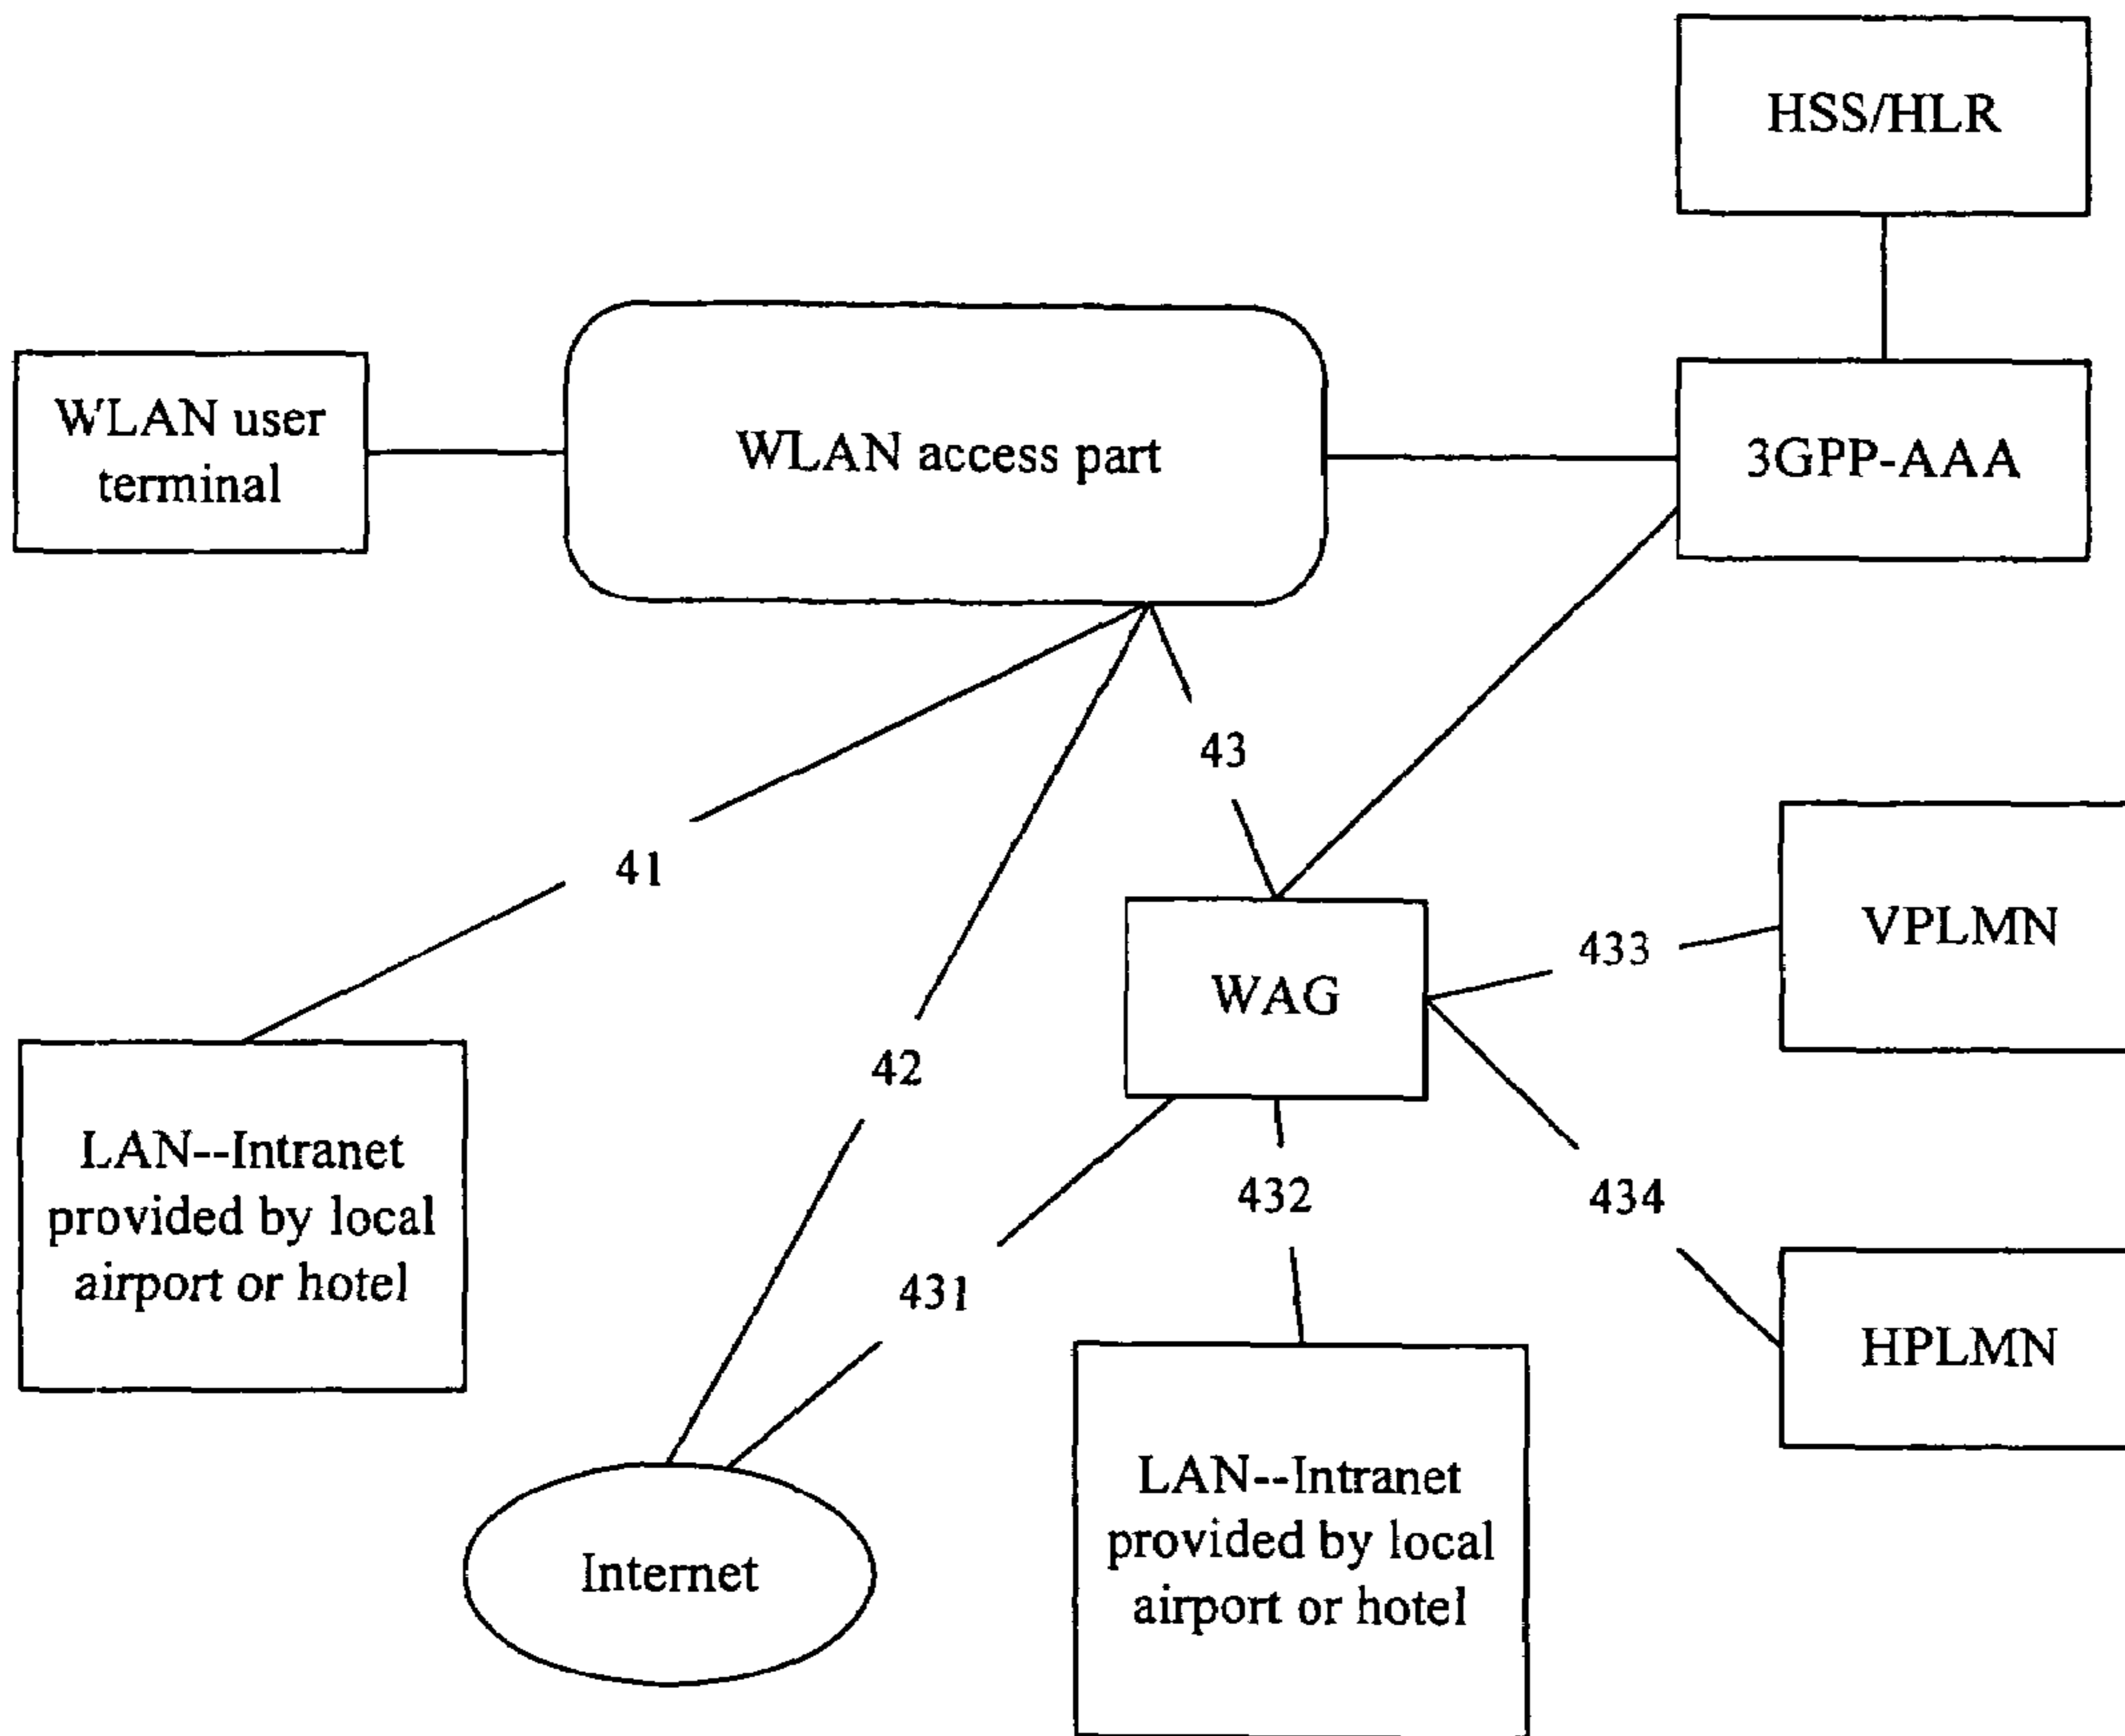 HSS/HLR
WLAN user
terminal
WLAN access part
3GPP-AAA
43
41
433
VPLMN
WAG
42
LAN--Intranet
provided by local
airport or hotel
432
434
431
HPLMN
LAN--Intranet
provided by local
airport or hotel
Internet